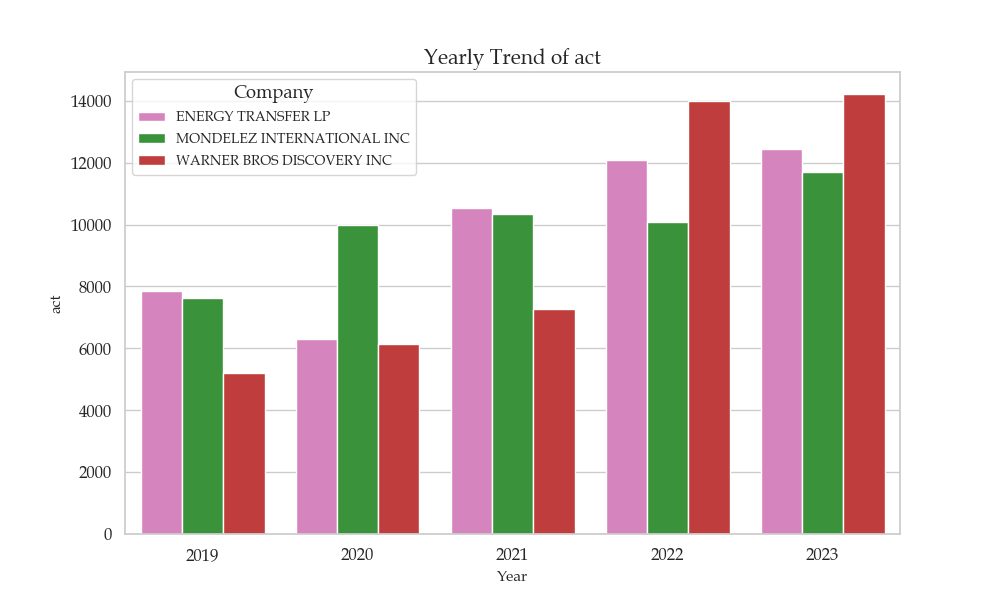 Yearly Trend of act
Company
ENERGY TRANSFER LP
MONDELEZ INTERNATIONAL INC
WARNER BROS DISCOVERY INC
14000
12000
10000
8000
6000
4000
2000
0
act
2019 2020 2021 2022 2023
Year